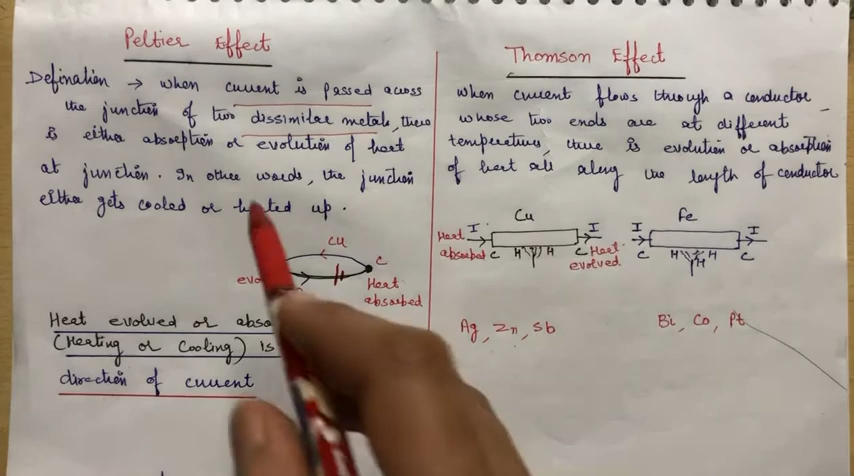 Peltier Effect
Defination → when current is passed across
the junction of two dissimilar metals, there
is either absorption or evolution of heat
at junction. In other words, the junction
either gets cooled or heated up.
Cu
C
Heat
absorbed
Heat evolved or
(Heating or Cooling) is
direction of current
Thomson Effect
when current flows through a conductor
whose two ends are at different
temperatures, there is evolution or absorption
of heat all along the length of conductor
Cu
Fe
I I I I
Heat
absorbed
C H H C
Heat
evolved
C H H H C
Ag, Zn, Sb
Bi, Co, Pt